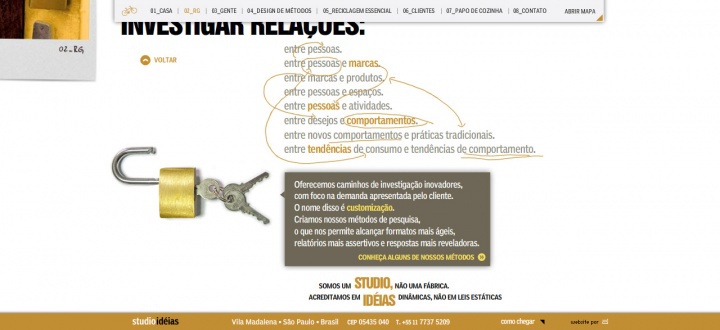 01_CASA | 02_RG | 03_GENTE | 04_DESIGN DE MÉTODOS | 05_RECICLAGEM ESSENCIAL | 06_CLIENTES | 07_PAPO DE COZINHA | 08_CONTATO
ABRIR MAPA
INVESTIGAR RELAÇÕES:
02_RG
VOLTAR
entre pessoas.
entre pessoas e marcas.
entre marcas e produtos.
entre pessoas e espaços.
entre pessoas e atividades.
entre desejos e comportamentos.
entre novos comportamentos e práticas tradicionais.
entre tendências de consumo e tendências de comportamento.
Oferecemos caminhos de investigação inovadores,
com foco na demanda apresentada pelo cliente.
O nome disso é customização.
Criamos nossos métodos de pesquisa,
o que nos permite alcançar formatos mais ágeis,
relatórios mais assertivos e respostas mais reveladoras.
CONHEÇA ALGUNS DE NOSSOS MÉTODOS
SOMOS UM STUDIO, NÃO UMA FÁBRICA.
ACREDITAMOS EM IDÉIAS DINÂMICAS, NÃO EM LEIS ESTÁTICAS
studioidéias
Vila Madalena • São Paulo • Brasil CEP 05435 040 T. +55 11 7737 5209
como chegar
website por